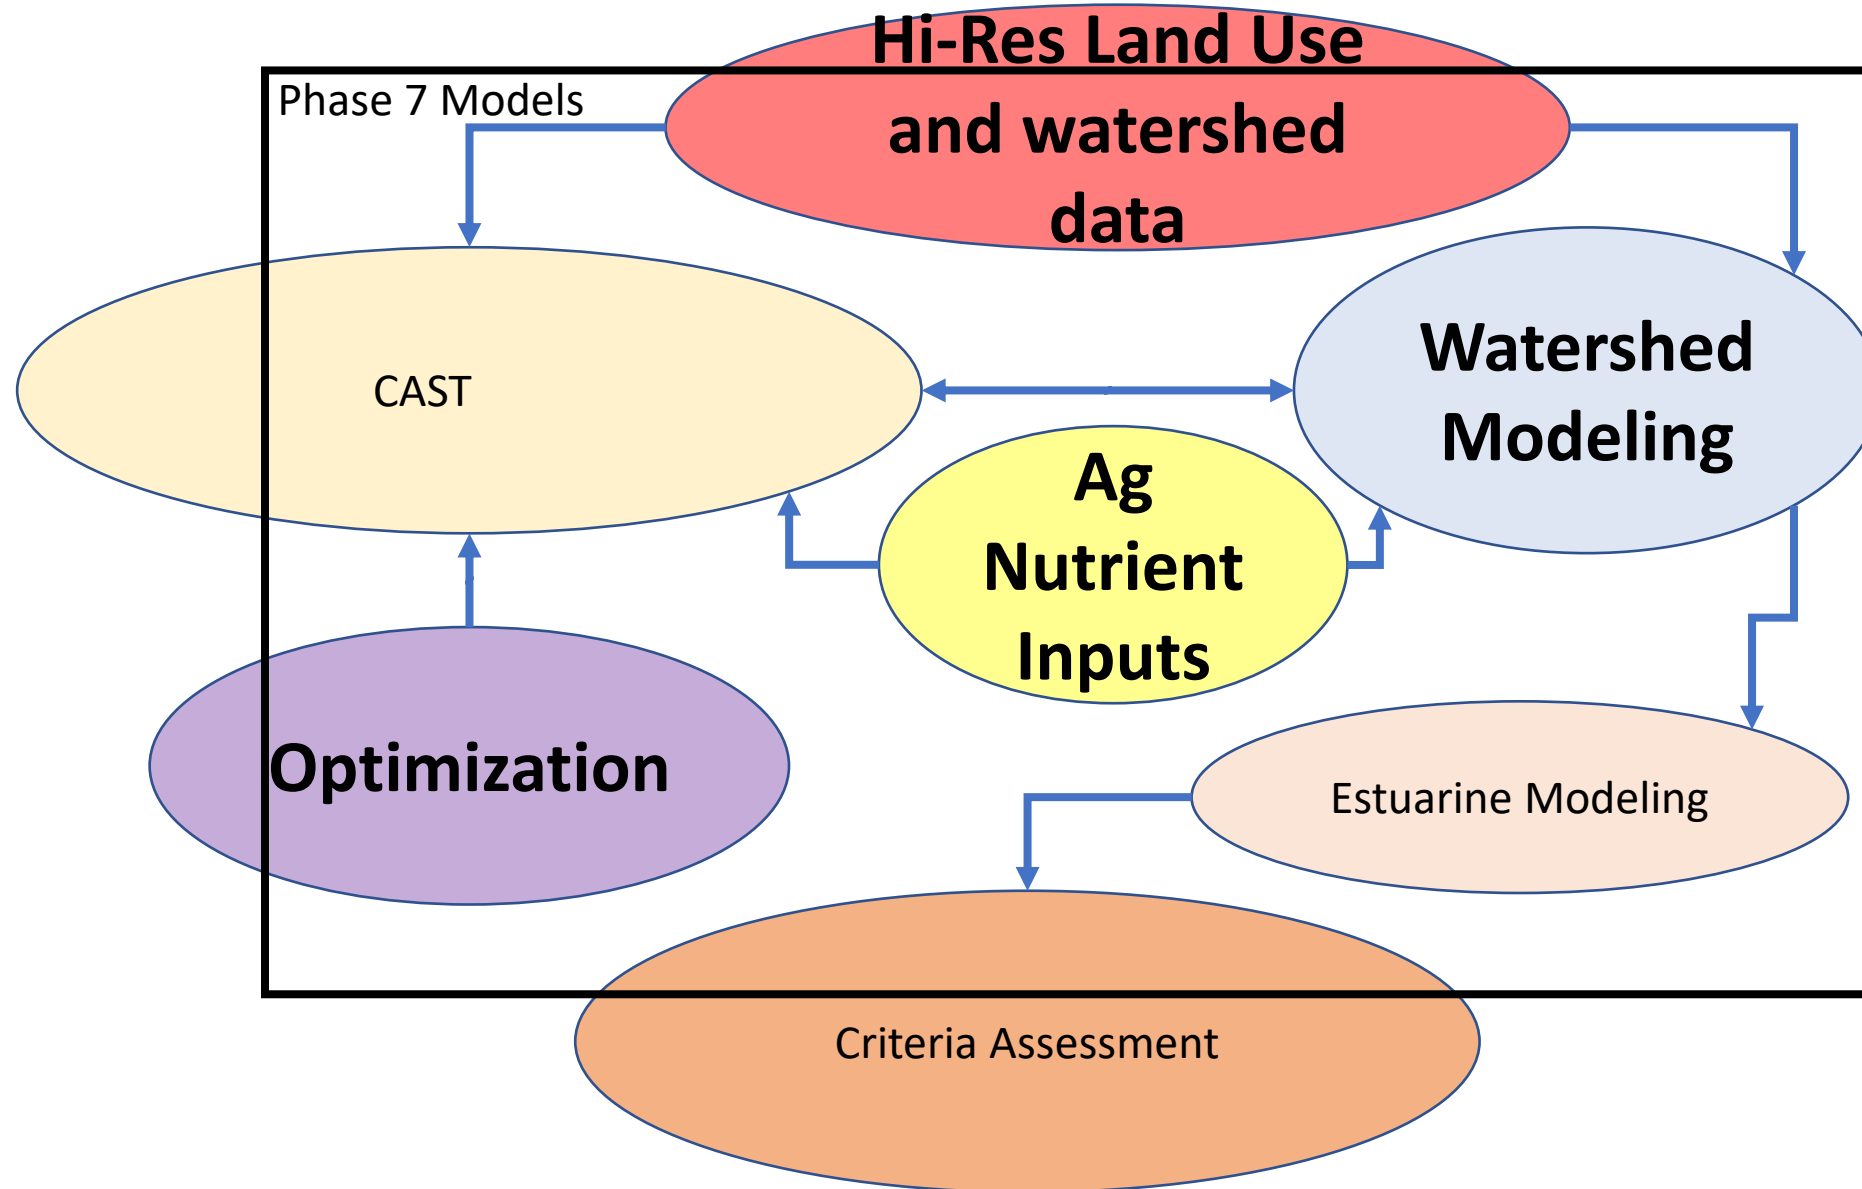 Hi-Res Land Use
and watershed
data
Phase 7 Models
CAST
Watershed
Modeling
Ag
Nutrient
Inputs
Optimization
Estuarine Modeling
Criteria Assessment